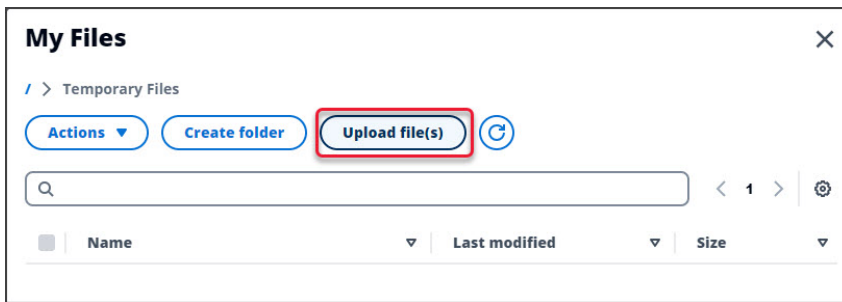 My Files
/ > Temporary Files
Actions Create folder Upload file(s)
1
Name Last modified Size